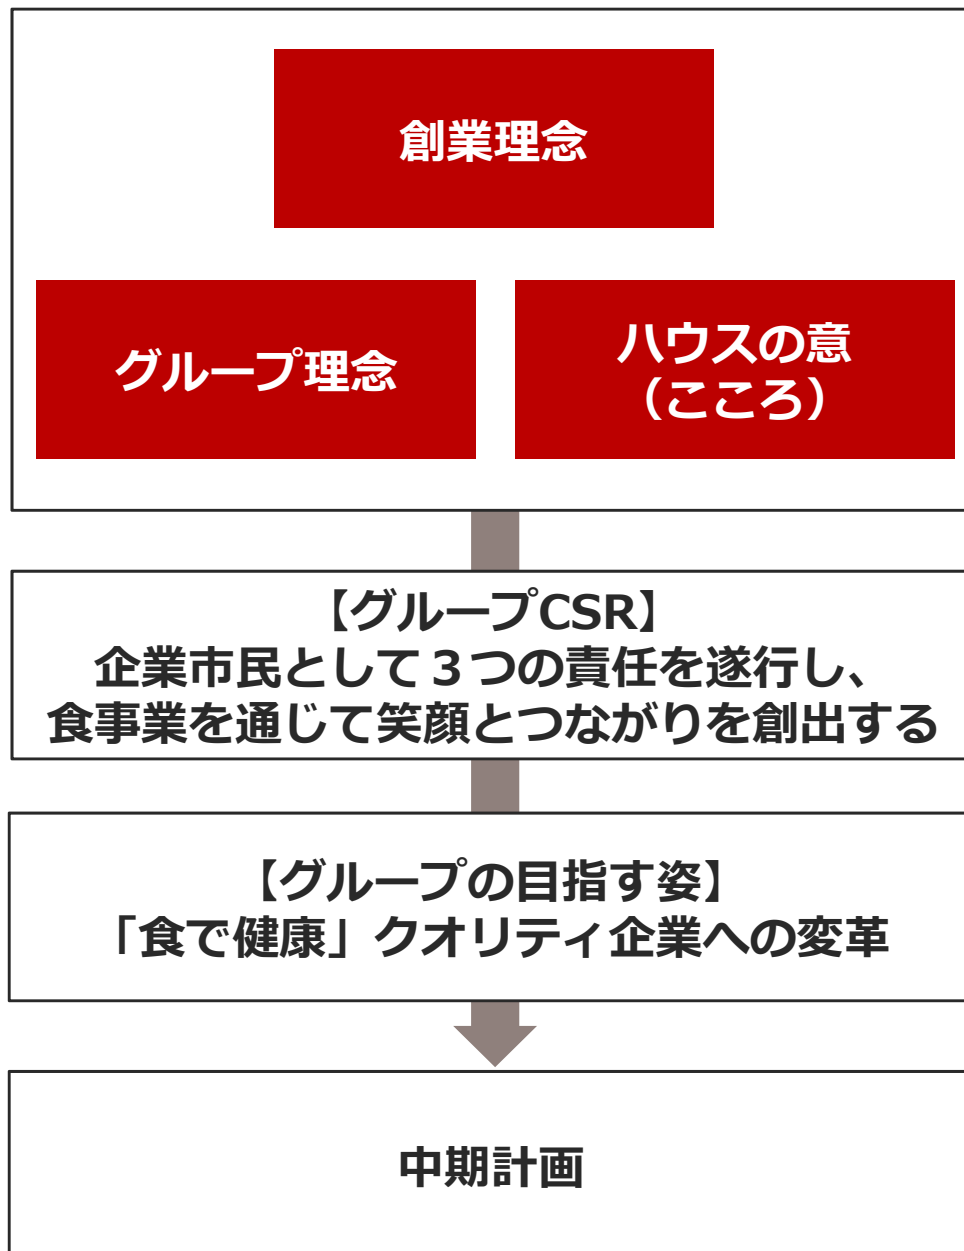 創業理念
グループ理念
ハウスの意
（こころ）
【グループCSR】
企業市民として３つの責任を遂行し、
食事業を通じて笑顔とつながりを創出する
【グループの目指す姿】
「食で健康」クオリティ企業への変革
中期計画